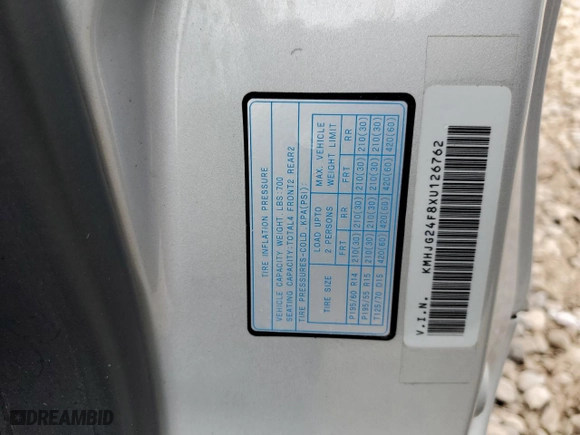 TIRE INFLATION PRESSURE
VEHICLE CAPACITY WEIGHT LBS:700
SEATING CAPACITY:TOTAL4 FRONT2 REAR2
TIRE PRESSURES-COLD KPA(PSI)
TIRE SIZE
LOAD UPTO
2 PERSONS
MAX. VEHICLE
WEIGHT LIMIT
FRT RR FRT RR
P195/60 R14 210(30) 210(30) 210(30) 210(30)
P195/55 R15 210(30) 210(30) 210(30) 210(30)
T125/70 D15 420(60) 420(60) 420(60) 420(60)
V.I.N. KMHJG24F8XU126762
DREAMBID